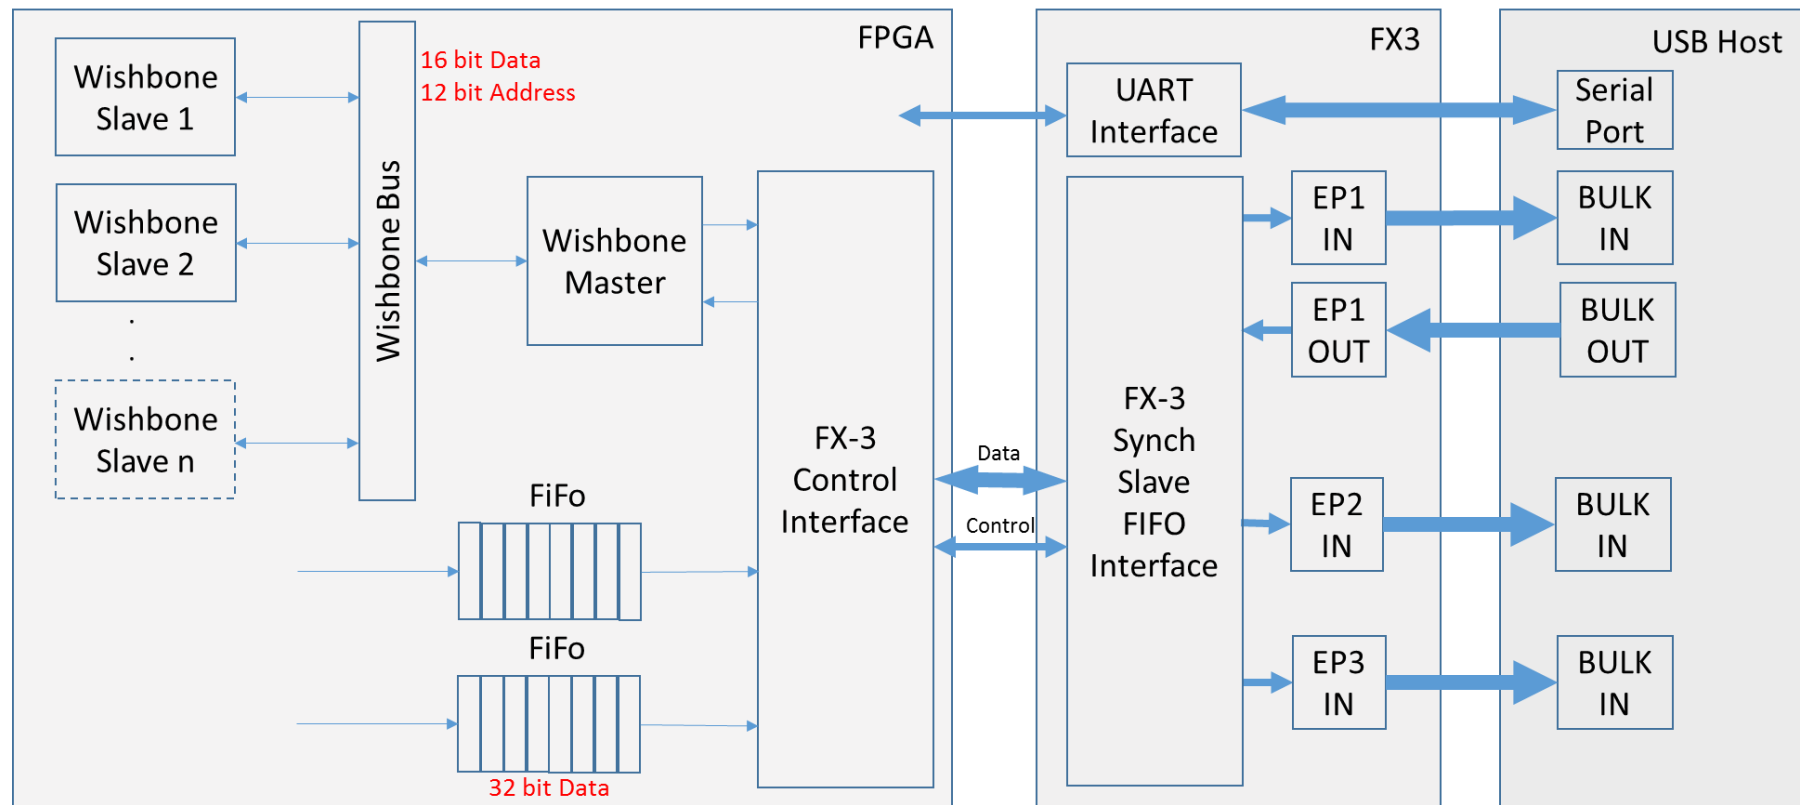 FPGA
Wishbone
Slave 1
Wishbone
Slave 2
.
.
Wishbone
Slave n
Wishbone Bus
16 bit Data
12 bit Address
Wishbone
Master
FiFo
FiFo
32 bit Data
FX-3
Control
Interface
Data
Control
FX3
UART
Interface
FX-3
Synch
Slave
FIFO
Interface
EP1
IN
EP1
OUT
EP2
IN
EP3
IN
USB Host
Serial
Port
BULK
IN
BULK
OUT
BULK
IN
BULK
IN